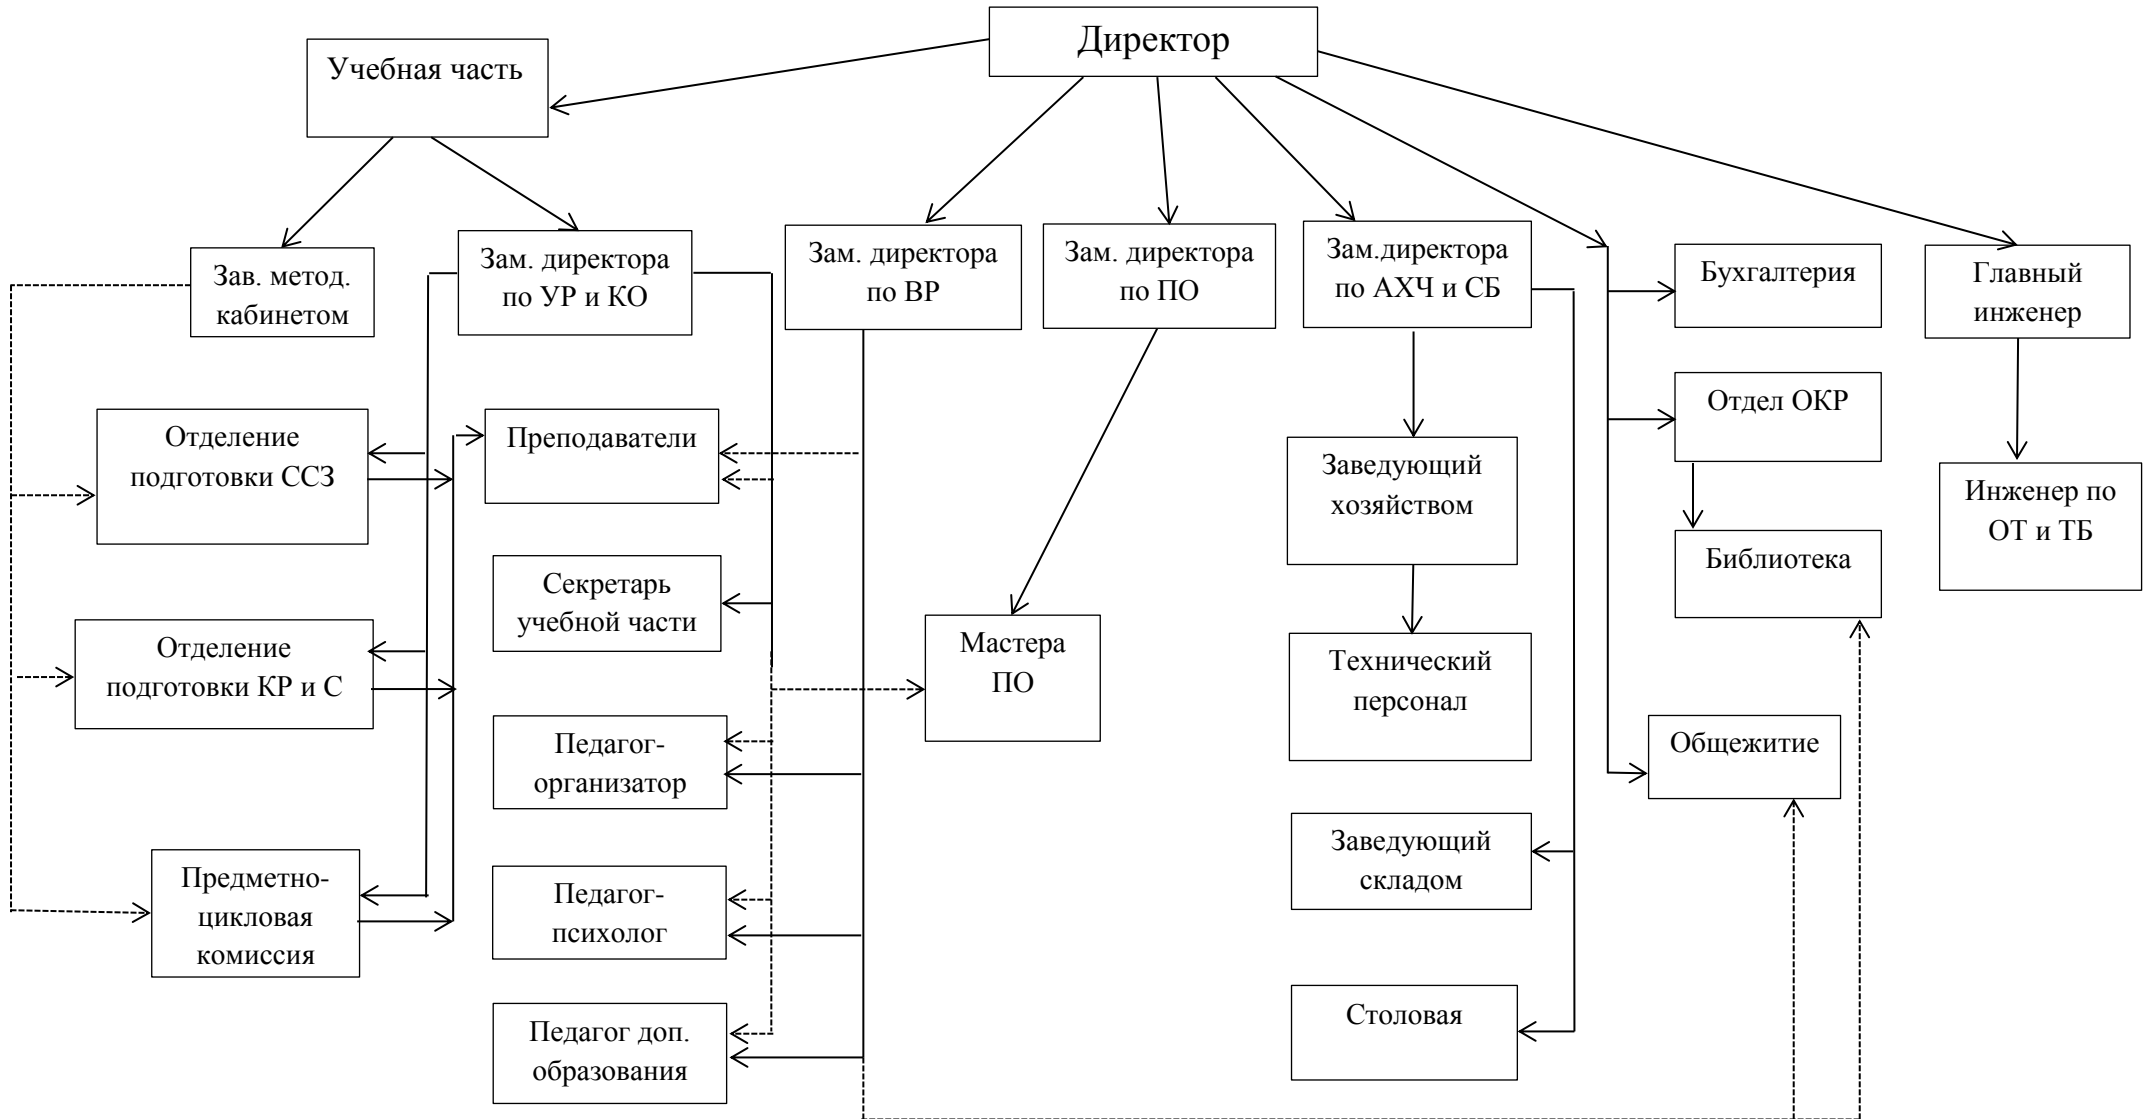 Директор
Учебная часть
Зав. метод.
кабинетом
Зам. директора
по УР и КО
Зам. директора
по ВР
Зам. директора
по ПО
Зам.директора
по АХЧ и СБ
Бухгалтерия
Главный
инженер
Отделение
подготовки ССЗ
Преподаватели
Заведующий
хозяйством
Отдел ОКР
Инженер по
ОТ и ТБ
Библиотека
Секретарь
учебной части
Отделение
подготовки КР и С
Мастера
ПО
Технический
персонал
Педагог-
организатор
Общежитие
Заведующий
складом
Предметно-
цикловая
комиссия
Педагог-
психолог
Столовая
Педагог доп.
образования